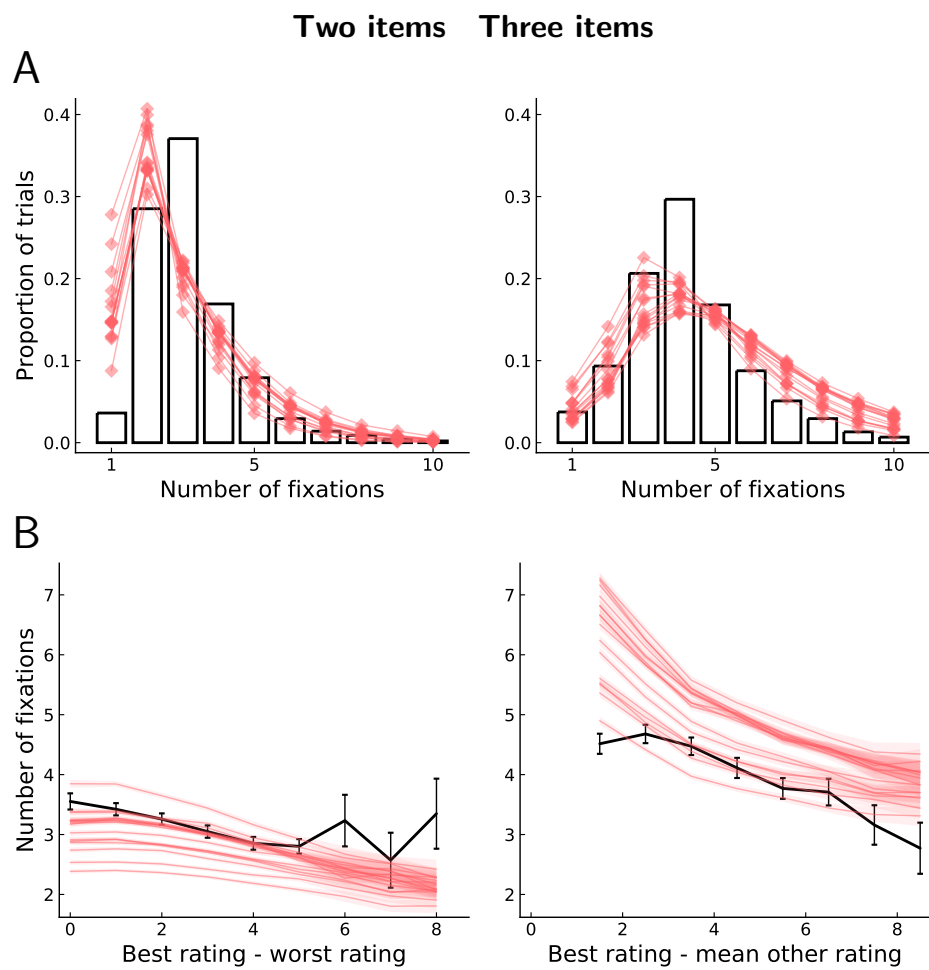 Two items Three items
A
0.4
0.3
0.2
0.1
0.0
Proportion of trials
1 5 10
Number of fixations
0.4
0.3
0.2
0.1
0.0
1 5 10
Number of fixations
B
7
6
5
4
3
2
Number of fixations
0 2 4 6 8
Best rating - worst rating
7
6
5
4
3
2
0 2 4 6 8
Best rating - mean other rating